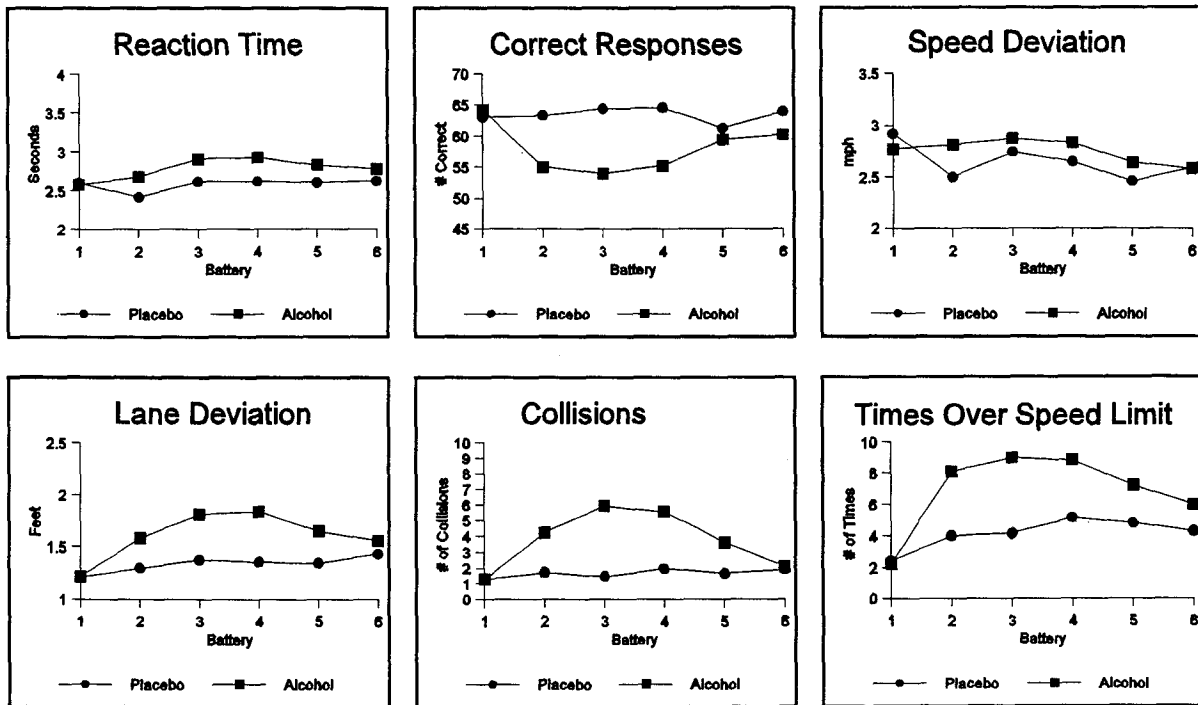 Reaction Time
4
3.5
3
2.5
2
Seconds
1 2 3 4 5 6
Battery
Placebo Alcohol
Correct Responses
70
65
60
55
50
45
# Correct
1 2 3 4 5 6
Battery
Placebo Alcohol
Speed Deviation
3.5
3
2.5
2
mph
1 2 3 4 5 6
Battery
Placebo Alcohol
Lane Deviation
2.5
2
1.5
1
Feet
1 2 3 4 5 6
Battery
Placebo Alcohol
Collisions
10
9
8
7
6
5
4
3
2
1
0
# of Collisions
1 2 3 4 5 6
Battery
Placebo Alcohol
Times Over Speed Limit
10
8
6
4
2
0
# of Times
1 2 3 4 5 6
Battery
Placebo Alcohol